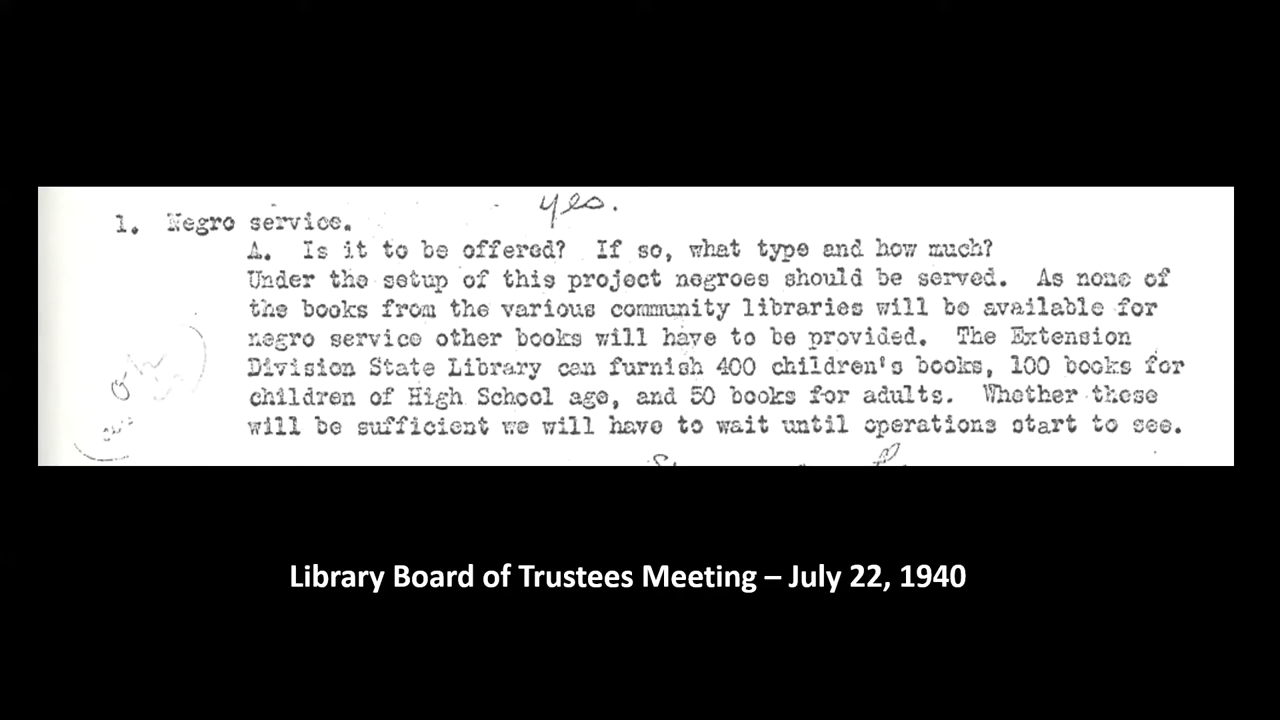 yes.
1. Negro service.
A. Is it to be offered? If so, what type and how much?
Under the setup of this project negroes should be served. As none of
the books from the various community libraries will be available for
negro service other books will have to be provided. The Extension
Division State Library can furnish 400 children's books, 100 books for
children of High School age, and 50 books for adults. Whether these
will be sufficient we will have to wait until operations start to see.
Library Board of Trustees Meeting – July 22, 1940